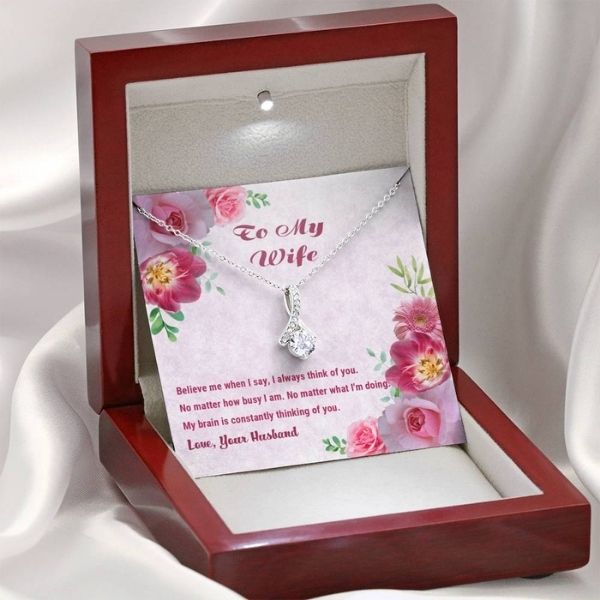 To My
Wife
Believe me when I say, I always think of you.
No matter how busy I am. No matter what I'm doing.
My brain is constantly thinking of you.
Love, Your Husband